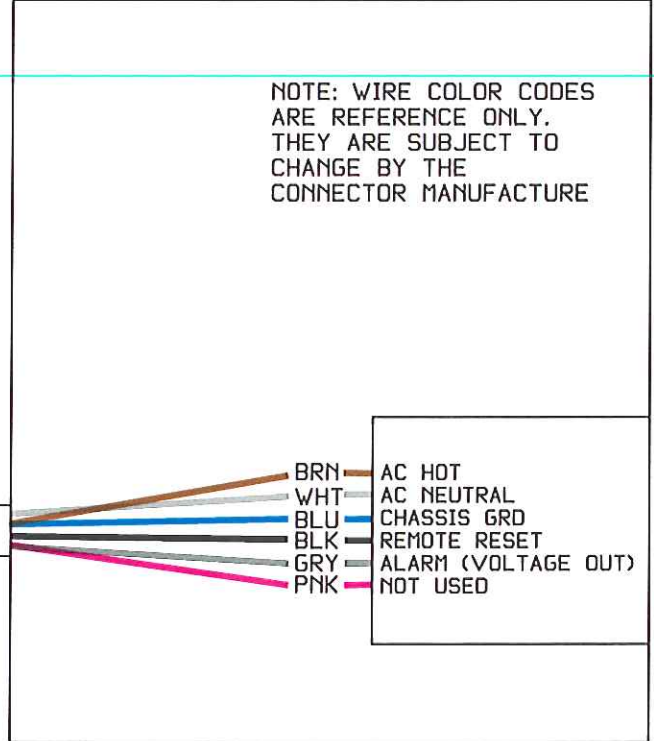 NOTE: WIRE COLOR CODES
ARE REFERENCE ONLY.
THEY ARE SUBJECT TO
CHANGE BY THE
CONNECTOR MANUFACTURE
BRN AC HOT
WHT AC NEUTRAL
BLU CHASSIS GRD
BLK REMOTE RESET
GRY ALARM (VOLTAGE OUT)
PNK NOT USED